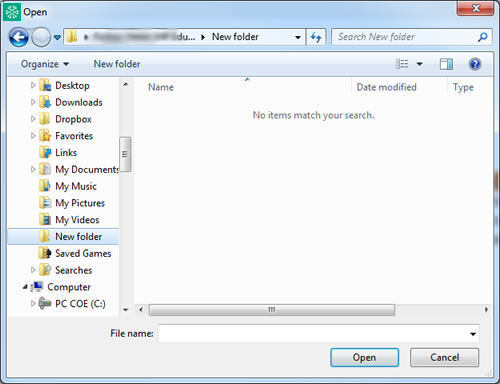 Open
du... New folder Search New folder
Organize New folder
Name Date modified Type
No items match your search.
Desktop
Downloads
Dropbox
Favorites
Links
My Documents
My Music
My Pictures
My Videos
New folder
Saved Games
Searches
Computer
PC COE (C:)
File name:
Open Cancel